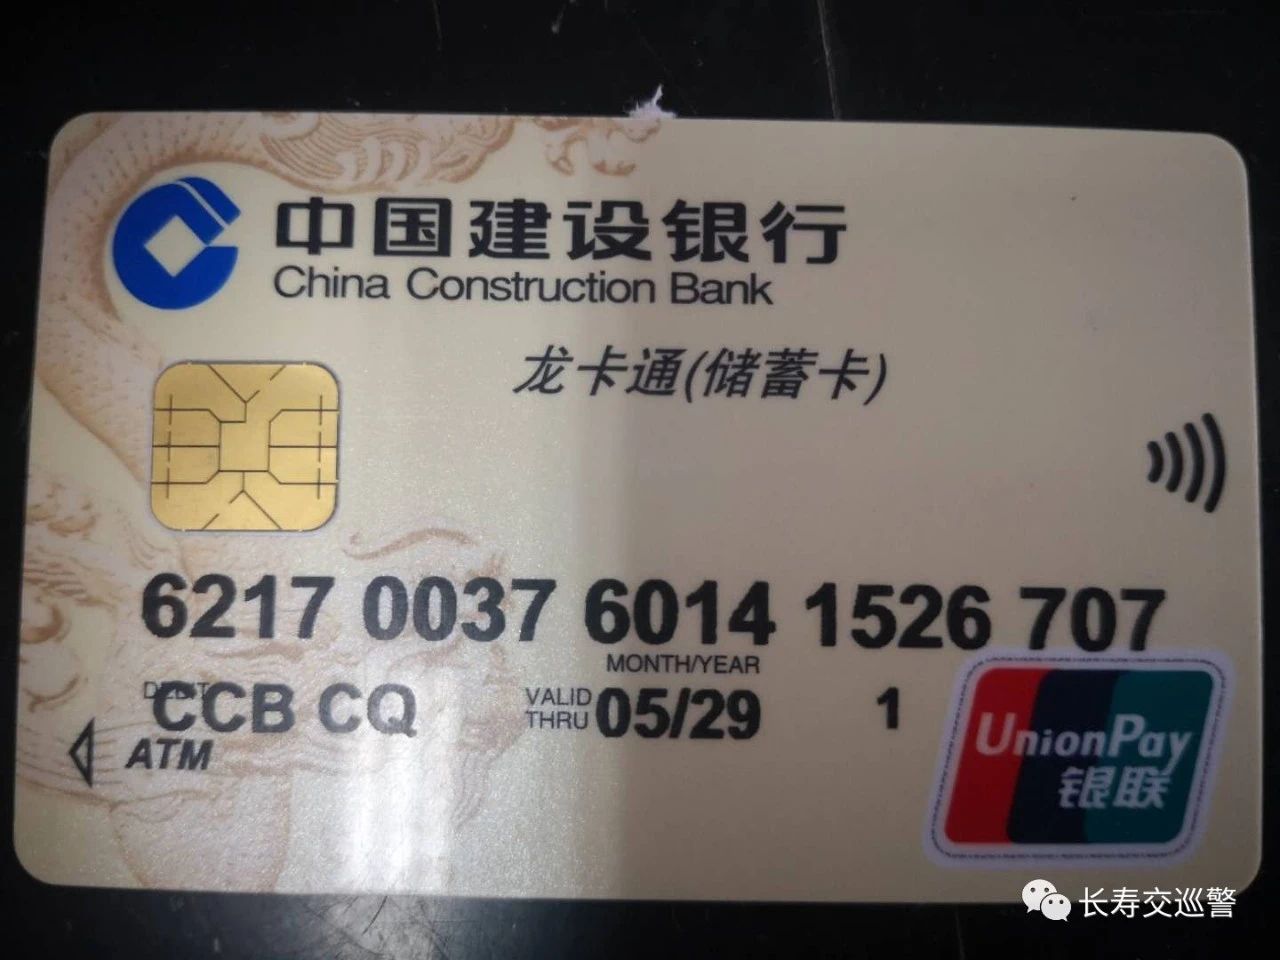 中国建设银行
China Construction Bank
龙卡通(储蓄卡)
6217 0037 6014 1526 707
MONTH/YEAR
DEBIT
CCB CQ
VALID THRU 05/29
1
ATM
UnionPay
银联
长寿交巡警